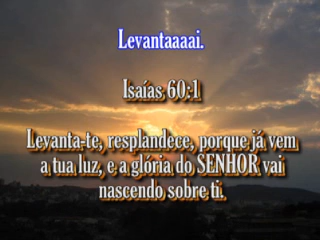 Levantaaaai.
Isaías 60:1
Levanta-te, resplandece, porque já vem
a tua luz, e a glória do SENHOR vai
nascendo sobre ti.